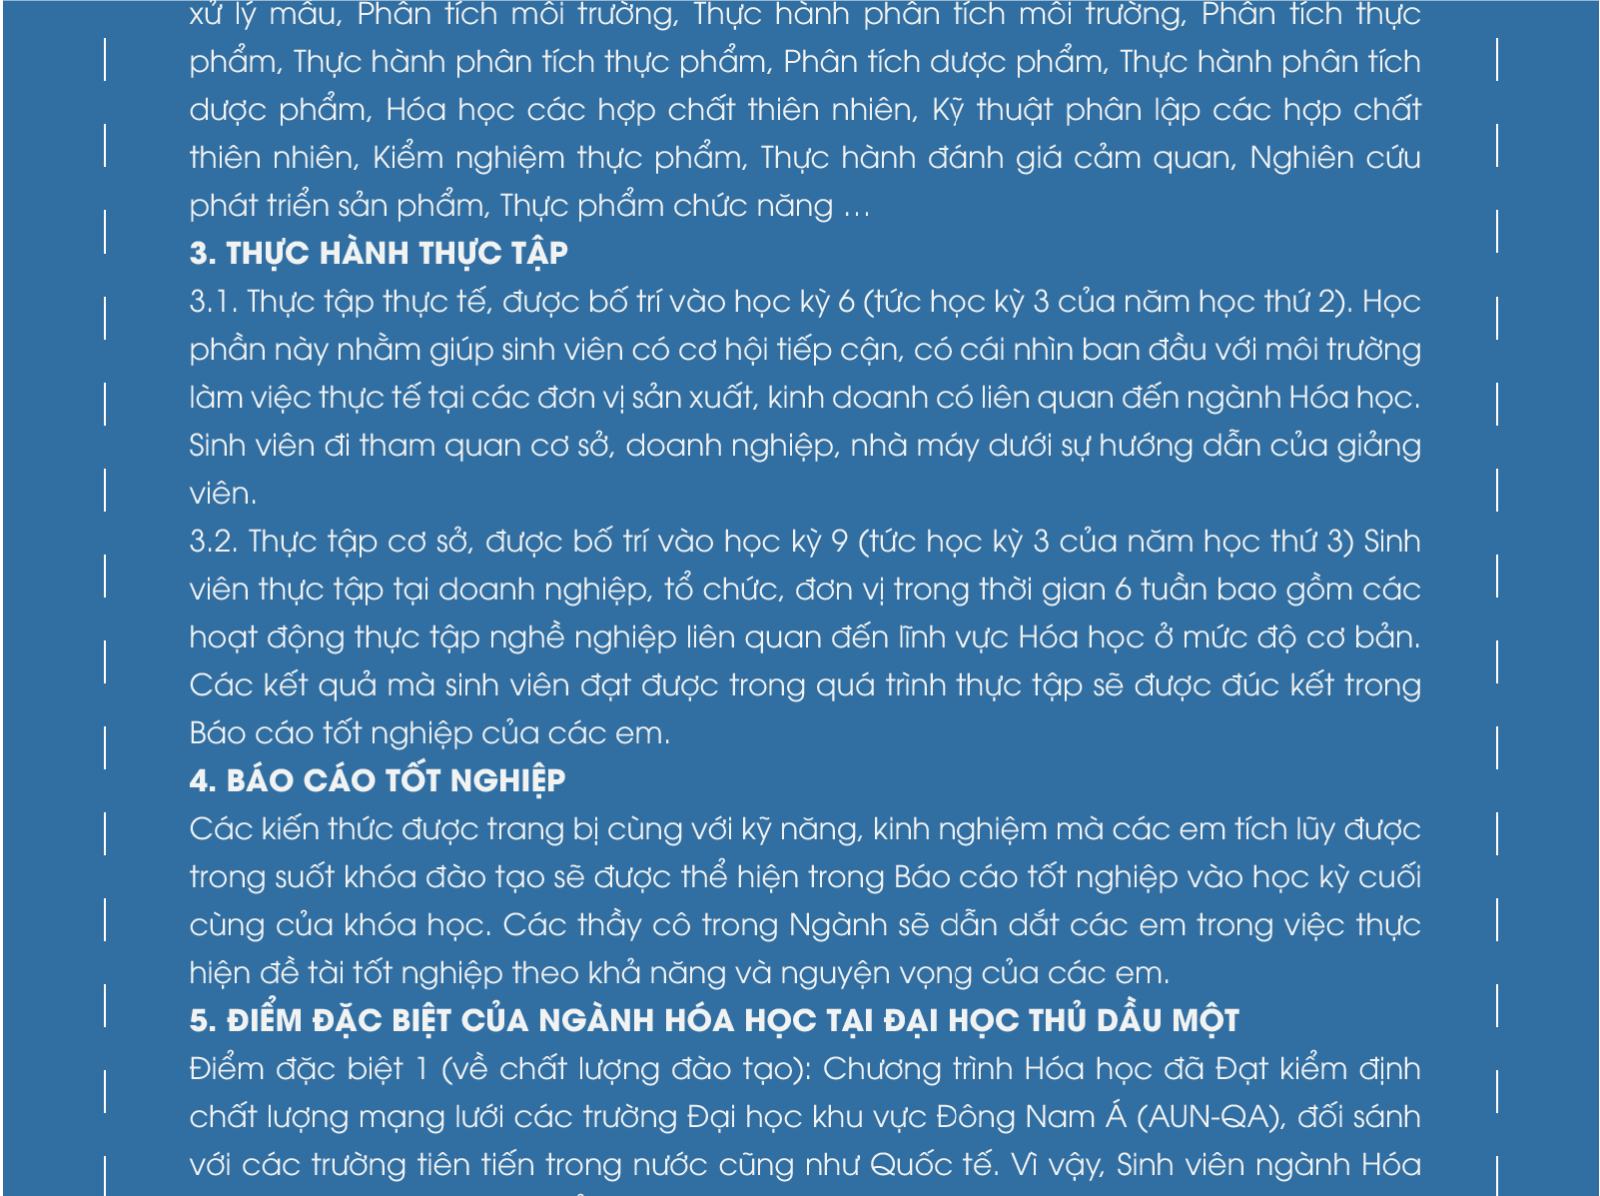 xử lý mẫu, Phân tích môi trường, Thực hành phân tích môi trường, Phân tích thực
phẩm, Thực hành phân tích thực phẩm, Phân tích dược phẩm, Thực hành phân tích
dược phẩm, Hóa học các hợp chất thiên nhiên, Kỹ thuật phân lập các hợp chất
thiên nhiên, Kiểm nghiệm thực phẩm, Thực hành đánh giá cảm quan, Nghiên cứu
phát triển sản phẩm, Thực phẩm chức năng ...
3. THỰC HÀNH THỰC TẬP
3.1. Thực tập thực tế, được bố trí vào học kỳ 6 (tức học kỳ 3 của năm học thứ 2). Học
phần này nhằm giúp sinh viên có cơ hội tiếp cận, có cái nhìn ban đầu với môi trường
làm việc thực tế tại các đơn vị sản xuất, kinh doanh có liên quan đến ngành Hóa học.
Sinh viên đi tham quan cơ sở, doanh nghiệp, nhà máy dưới sự hướng dẫn của giảng
viên.
3.2. Thực tập cơ sở, được bố trí vào học kỳ 9 (tức học kỳ 3 của năm học thứ 3) Sinh
viên thực tập tại doanh nghiệp, tổ chức, đơn vị trong thời gian 6 tuần bao gồm các
hoạt động thực tập nghề nghiệp liên quan đến lĩnh vực Hóa học ở mức độ cơ bản.
Các kết quả mà sinh viên đạt được trong quá trình thực tập sẽ được đúc kết trong
Báo cáo tốt nghiệp của các em.
4. BÁO CÁO TỐT NGHIỆP
Các kiến thức được trang bị cùng với kỹ năng, kinh nghiệm mà các em tích lũy được
trong suốt khóa đào tạo sẽ được thể hiện trong Báo cáo tốt nghiệp vào học kỳ cuối
cùng của khóa học. Các thầy cô trong Ngành sẽ dẫn dắt các em trong việc thực
hiện đề tài tốt nghiệp theo khả năng và nguyện vọng của các em.
5. ĐIỂM ĐẶC BIỆT CỦA NGÀNH HÓA HỌC TẠI ĐẠI HỌC THỦ DẦU MỘT
Điểm đặc biệt 1 (về chất lượng đào tạo): Chương trình Hóa học đã Đạt kiểm định
chất lượng mạng lưới các trường Đại học khu vực Đông Nam Á (AUN-QA), đối sánh
với các trường tiên tiến trong nước cũng như Quốc tế. Vì vậy, Sinh viên ngành Hóa